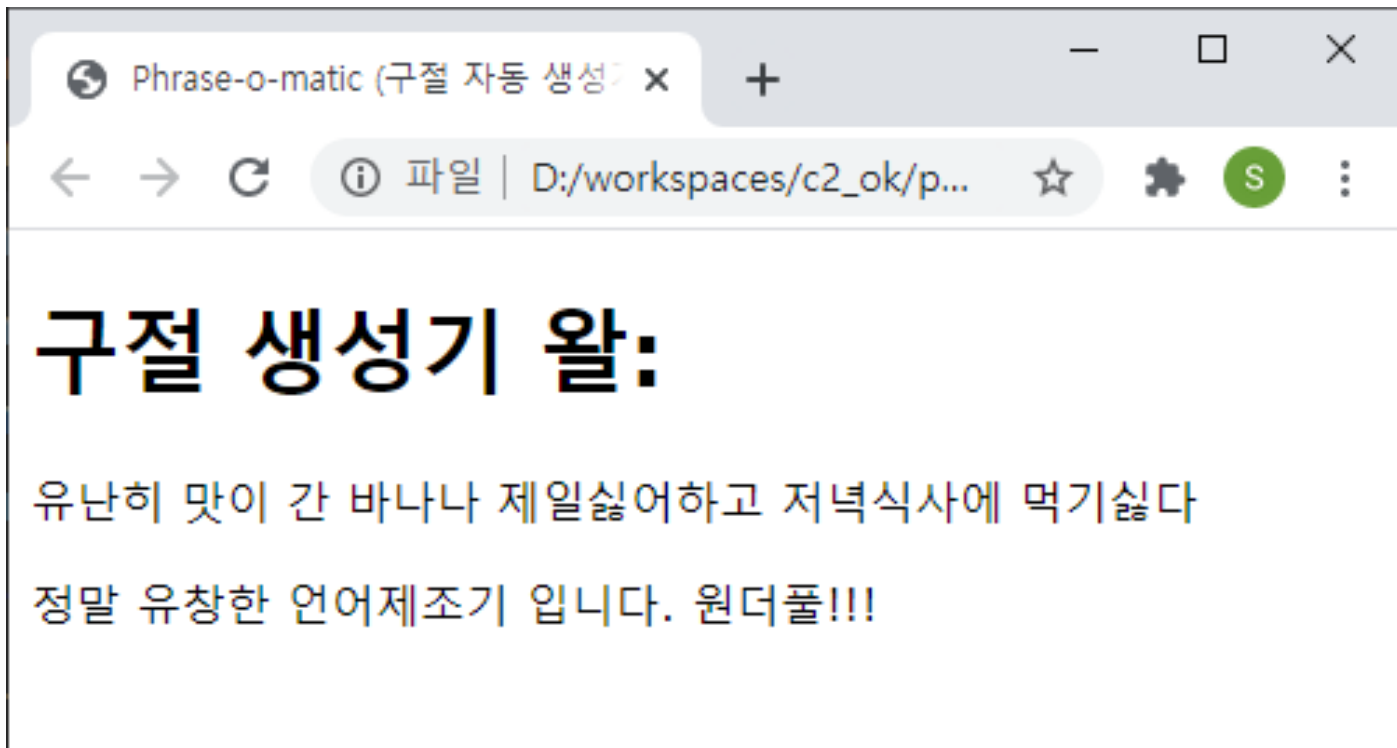 Phrase-o-matic (구절 자동 생성
파일 | D:/workspaces/c2_ok/p...
S
구절 생성기 왈:
유난히 맛이 간 바나나 제일싫어하고 저녁식사에 먹기싫다
정말 유창한 언어제조기 입니다. 원더풀!!!